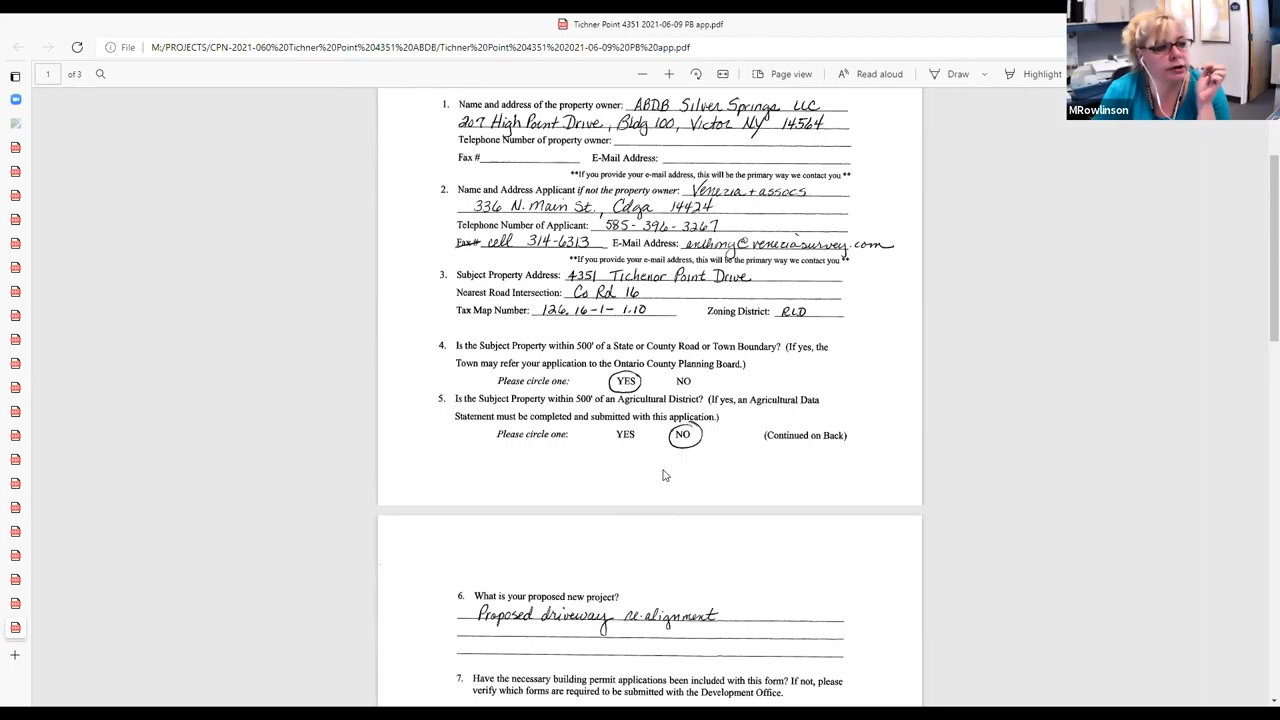 Tichner Point 4351 2021-06-09 PB app.pdf
File M:/PROJECTS/CPN-2021-060%20Tichner%20Point%204351%20ABDB/Tichner%20Point%204351%202021-06-09%20PB%20app.pdf
1 of 3 Page view Read aloud Draw Highlight
MRowlinson
1. Name and address of the property owner: ABDB Silver Springs LLC
207 High Point Drive, Bldg 100, Victor NY 14564
Telephone Number of property owner:
Fax # E-Mail Address:
**If you provide your e-mail address, this will be the primary way we contact you **
2. Name and Address Applicant if not the property owner: Venezia + assocs
336 N. Main St., Cdga 14424
Telephone Number of Applicant: 585-396-3267
Fax # cell 314-6313 E-Mail Address: anthony@veneziasurvey.com
**If you provide your e-mail address, this will be the primary way we contact you **
3. Subject Property Address: 4351 Tichenor Point Drive
Nearest Road Intersection: Co Rd 16
Tax Map Number: 126.16-1-1.10 Zoning District: RLD
4. Is the Subject Property within 500' of a State or County Road or Town Boundary? (If yes, the
Town may refer your application to the Ontario County Planning Board.)
Please circle one: YES NO
5. Is the Subject Property within 500' of an Agricultural District? (If yes, an Agricultural Data
Statement must be completed and submitted with this application.)
Please circle one: YES NO (Continued on Back)
6. What is your proposed new project?
Proposed driveway re-alignment
7. Have the necessary building permit applications been included with this form? If not, please
verify which forms are required to be submitted with the Development Office.